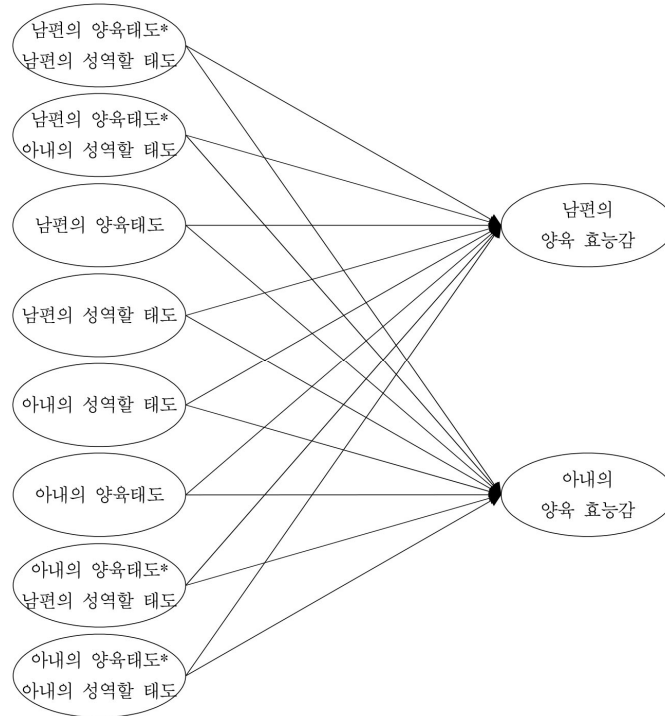 남편의 양육태도*
남편의 성역할 태도
남편의 양육태도*
아내의 성역할 태도
남편의 양육태도
남편의 성역할 태도
아내의 성역할 태도
아내의 양육태도
아내의 양육태도*
남편의 성역할 태도
아내의 양육태도*
아내의 성역할 태도
남편의
양육 효능감
아내의
양육 효능감